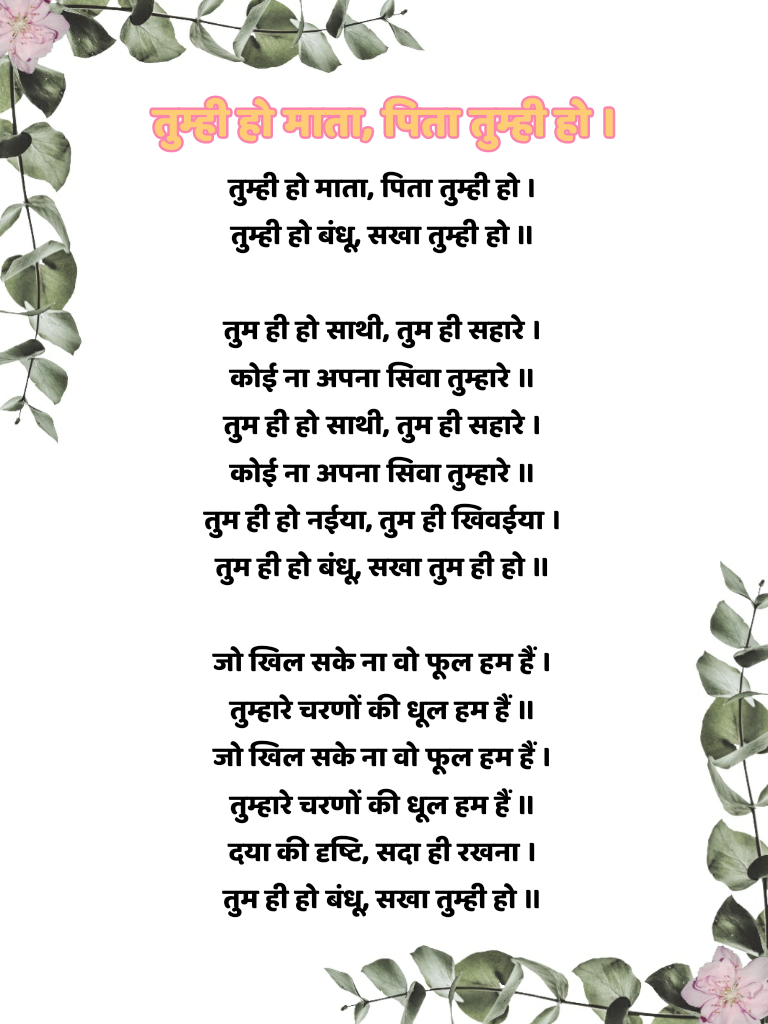 तुम्ही हो माता, पिता तुम्ही हो ।
तुम्ही हो माता, पिता तुम्ही हो ।
तुम्ही हो बंधू, सखा तुम्ही हो ॥
तुम ही हो साथी, तुम ही सहारे ।
कोई ना अपना सिवा तुम्हारे ॥
तुम ही हो साथी, तुम ही सहारे ।
कोई ना अपना सिवा तुम्हारे ॥
तुम ही हो नईया, तुम ही खिवईया ।
तुम ही हो बंधू, सखा तुम ही हो ॥
जो खिल सके ना वो फूल हम हैं ।
तुम्हारे चरणों की धूल हम हैं ॥
जो खिल सके ना वो फूल हम हैं ।
तुम्हारे चरणों की धूल हम हैं ॥
दया की दृष्टि, सदा ही रखना ।
तुम ही हो बंधू, सखा तुम्ही हो ॥